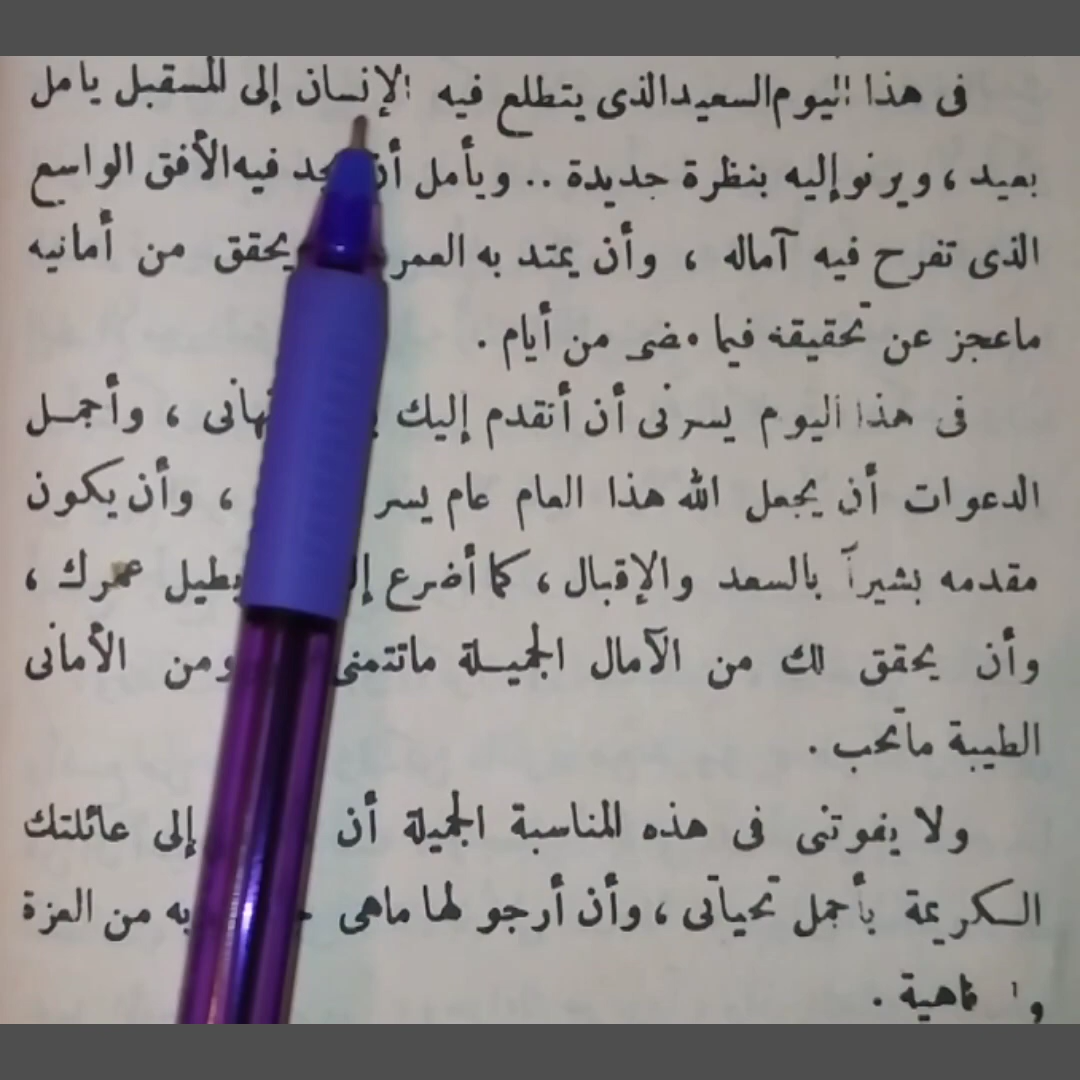 فى هذا اليوم السعيد الذى يتطلع فيه الإنسان إلى المسقبل يامل
بعيد ، ويرنو إليه بنظرة جديدة .. ويأمل أن فيه الأفق الواسع
الذى تفرح فيه آماله ، وأن يمتد به العمر يحقق من أمانيه
ماعجز عن تحقيقه فيما مضى من أيام .
فى هذا اليوم يسرنى أن أتقدم إليك ، وأجمل
الدعوات أن يجعل الله هذا العام عام يسر ، وأن يكون
مقدمه بشيراً بالسعد والإقبال ، كما أضرع يطيل عمرك ،
وأن يحقق لك من الآمال الجميلة ماتتمنى ومن الأمانى
الطيبة ماتحب .
ولا يفوتنى فى هذه المناسبة الجميلة أن إلى عائلتك
الكريمة بأجمل تحياتى ، وأن أرجو لها ماهى به من العزة